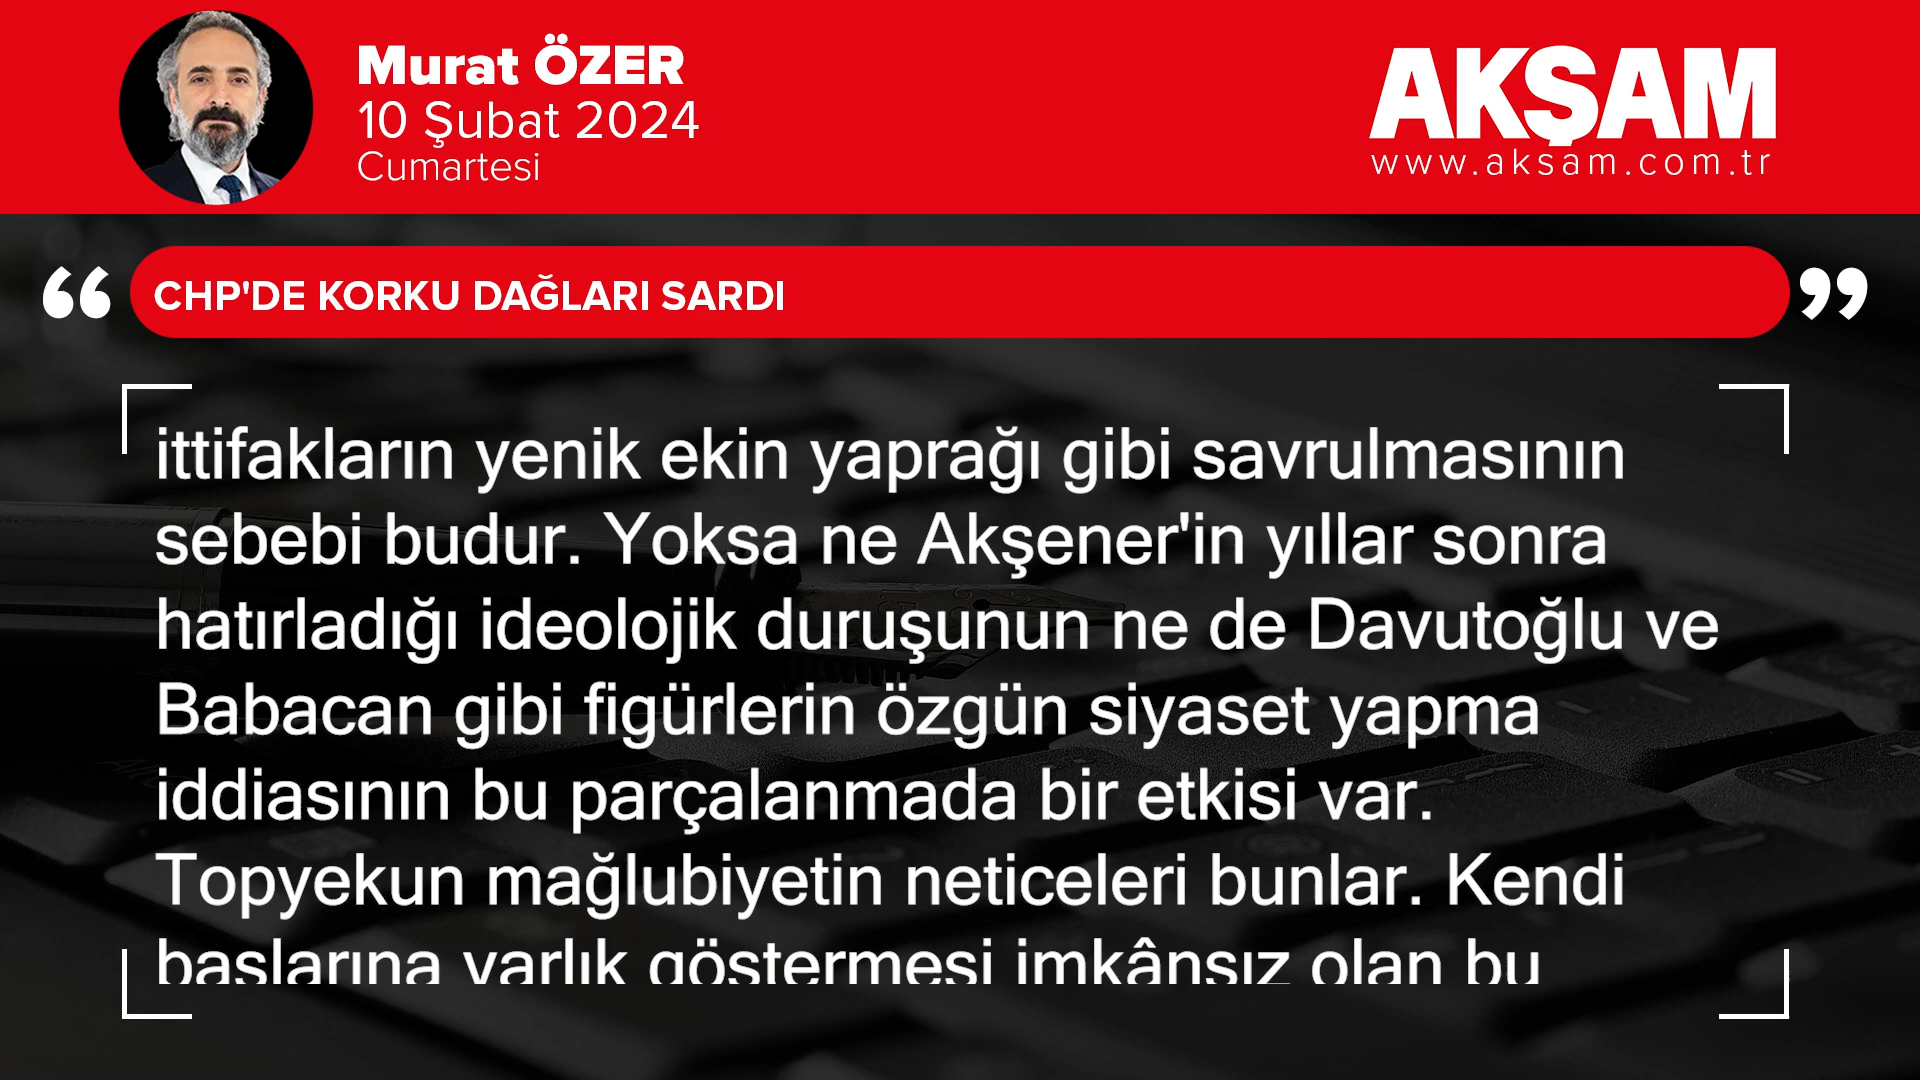 Murat ÖZER
10 Şubat 2024
Cumartesi
AKŞAM
www.aksam.com.tr
“ CHP'DE KORKU DAĞLARI SARDI ”
ittifakların yenik ekin yaprağı gibi savrulmasının
sebebi budur. Yoksa ne Akşener'in yıllar sonra
hatırladığı ideolojik duruşunun ne de Davutoğlu ve
Babacan gibi figürlerin özgün siyaset yapma
iddiasının bu parçalanmada bir etkisi var.
Topyekun mağlubiyetin neticeleri bunlar. Kendi
başlarına varlık göstermesi imkânsız olan bu